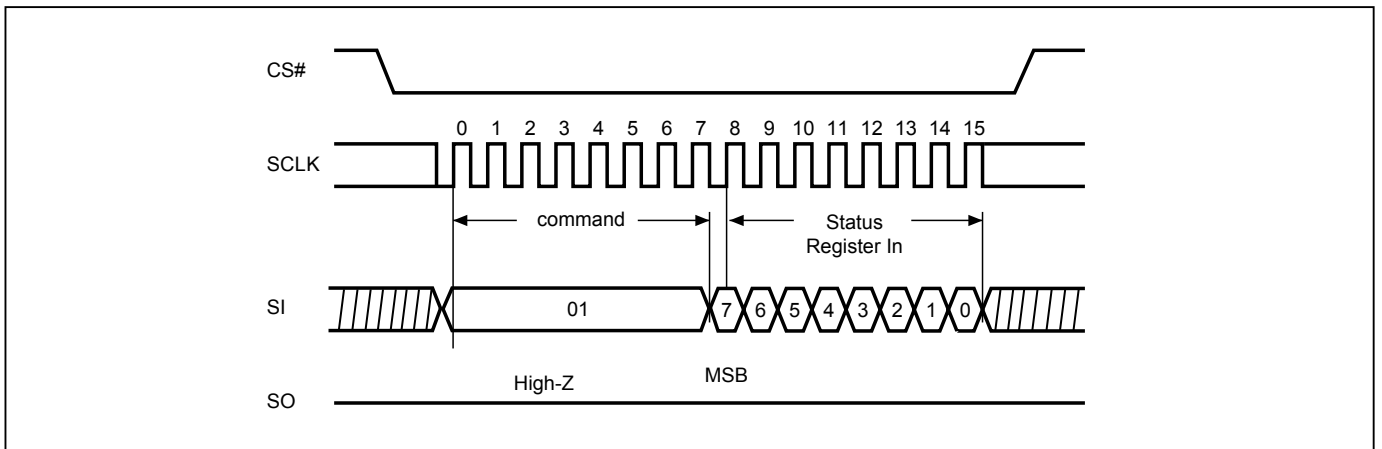 CS#
0 1 2 3 4 5 6 7 8 9 10 11 12 13 14 15
SCLK
command
Status
Register In
SI
01
7 6 5 4 3 2 1 0
High-Z
MSB
SO